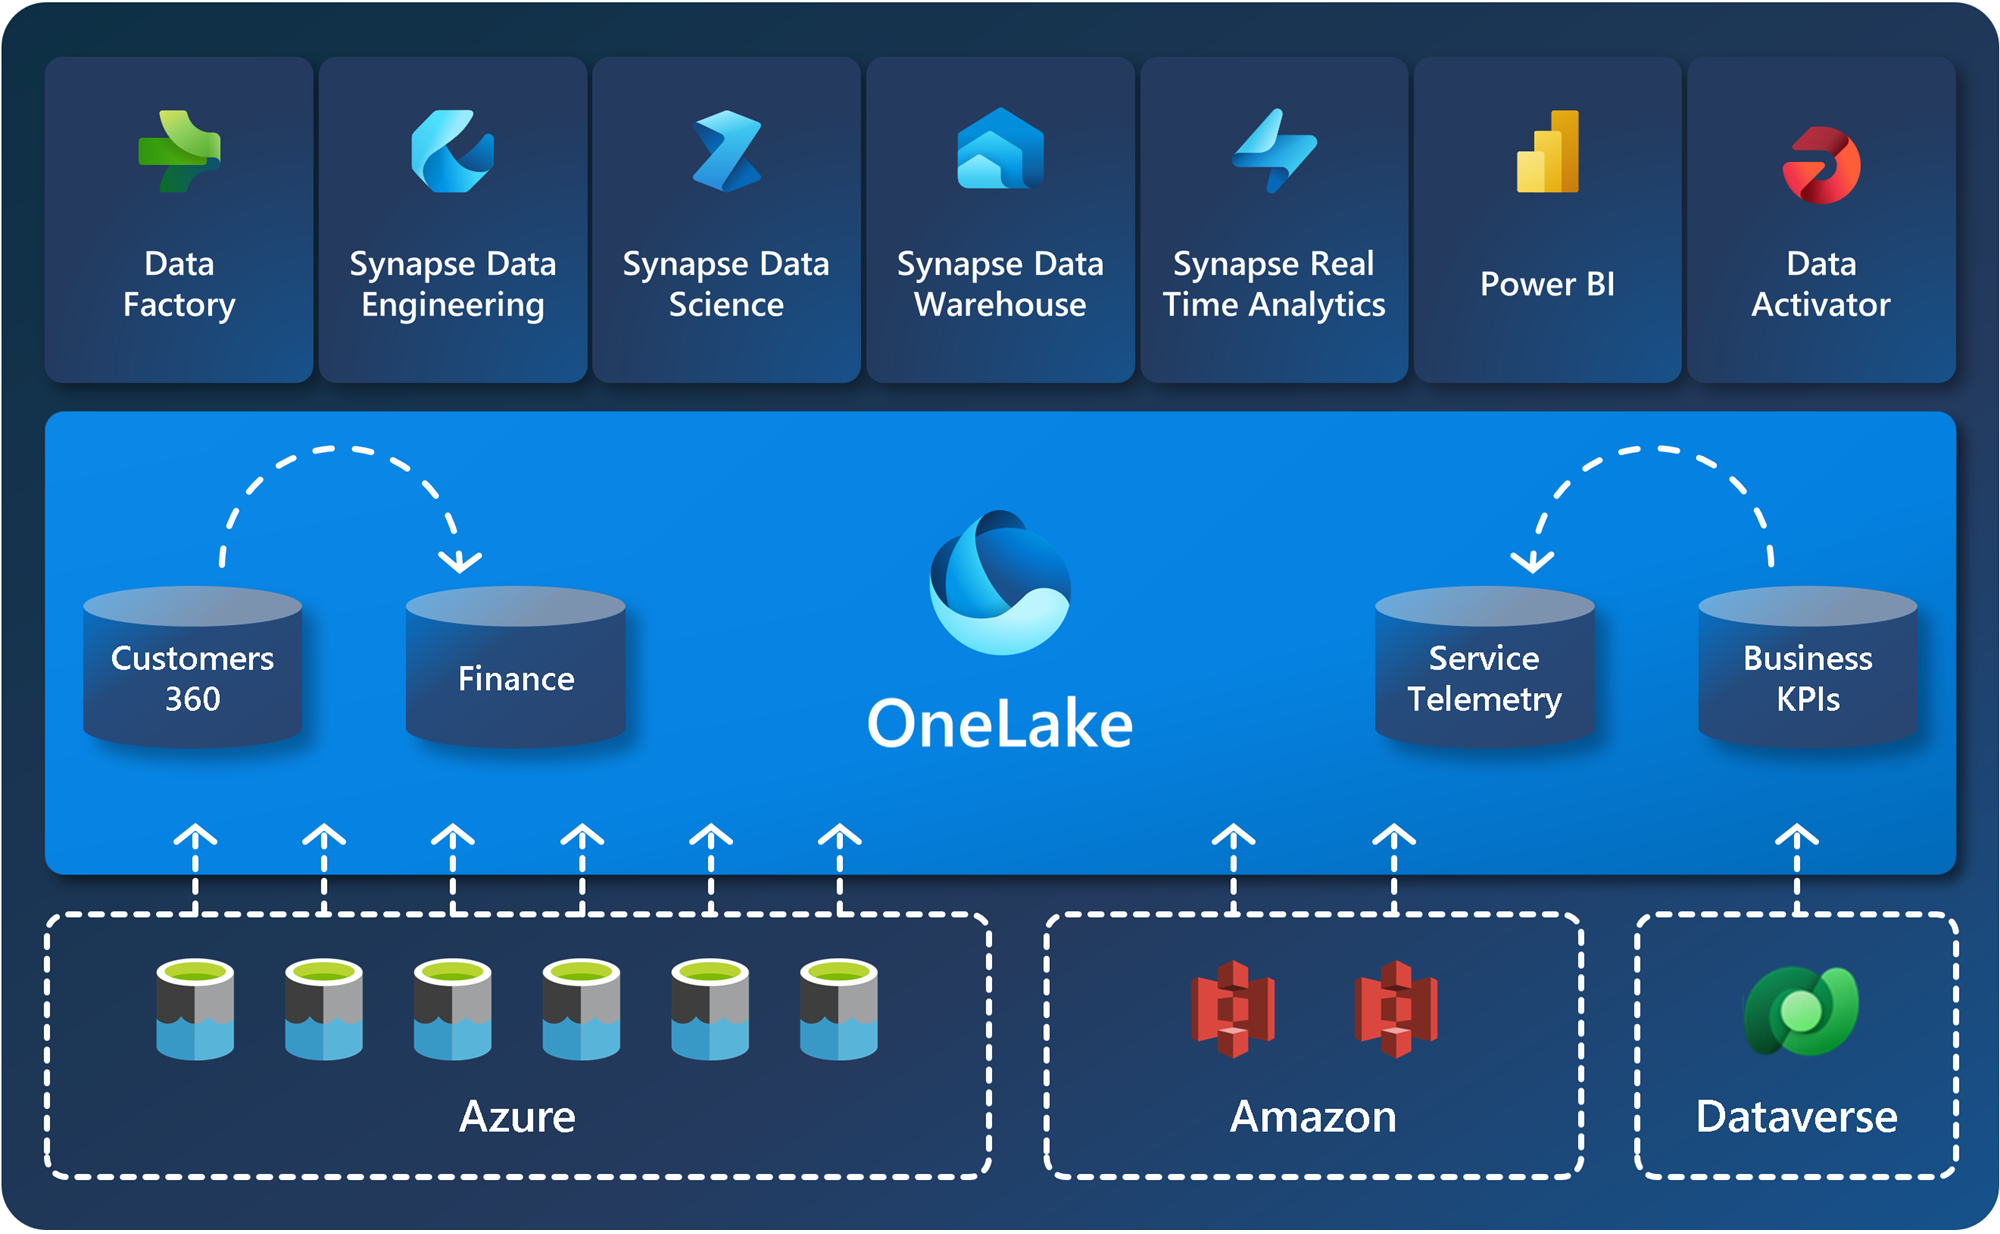 Data
Factory
Synapse Data
Engineering
Synapse Data
Science
Synapse Data
Warehouse
Synapse Real
Time Analytics
Power BI
Data
Activator
Customers
360
Finance
OneLake
Service
Telemetry
Business
KPIs
Azure
Amazon
Dataverse